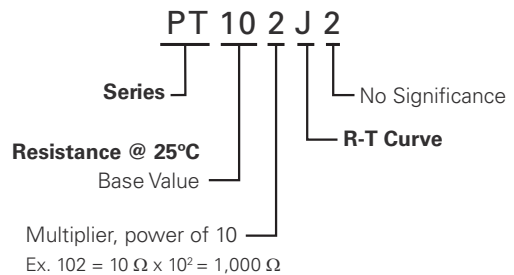 PT 10 2 J 2
Series
No Significance
R-T Curve
Resistance @ 25ºC
Base Value
Multiplier, power of 10
Ex. 102 = 10 Ω x 10² = 1,000 Ω